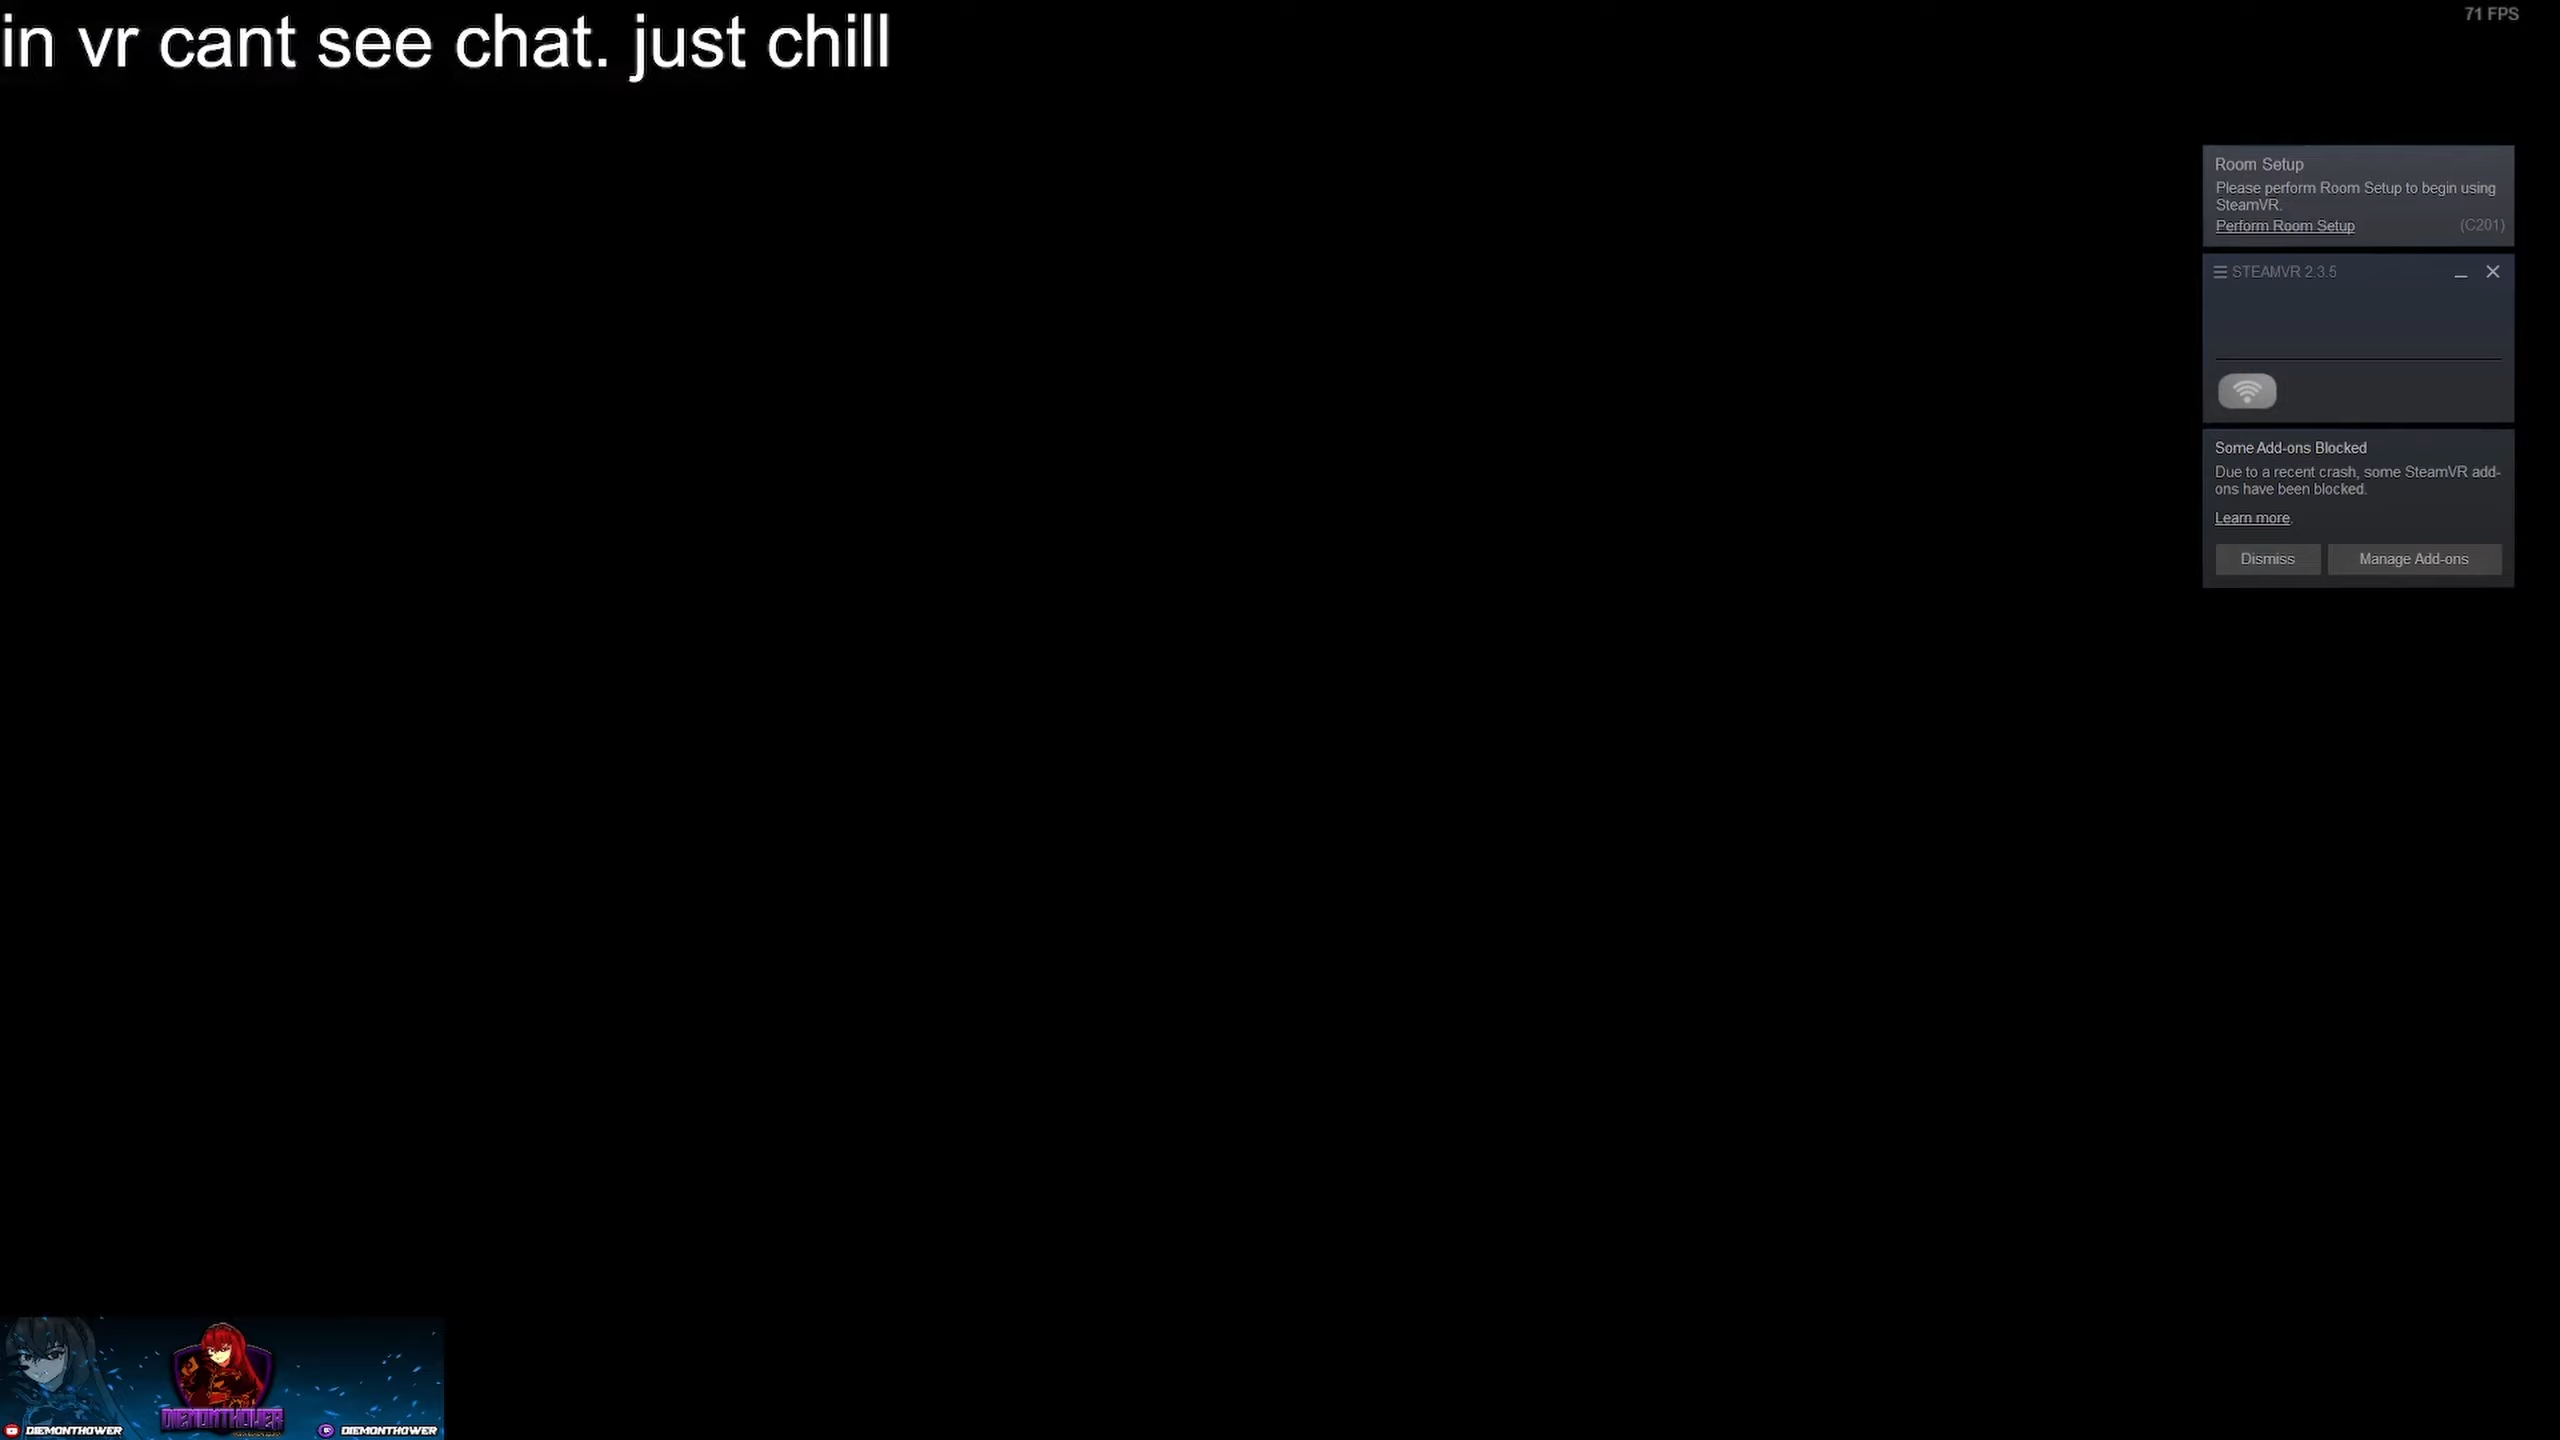 in vr cant see chat. just chill
71 FPS
Room Setup
Please perform Room Setup to begin using
SteamVR.
Perform Room Setup
(C201)
STEAMVR 2.3.5
Some Add-ons Blocked
Due to a recent crash, some SteamVR add-
ons have been blocked.
Learn more.
Dismiss
Manage Add-ons
DIEMONTHOWER
DIEMONTHOWER
DIEMONTHOWER